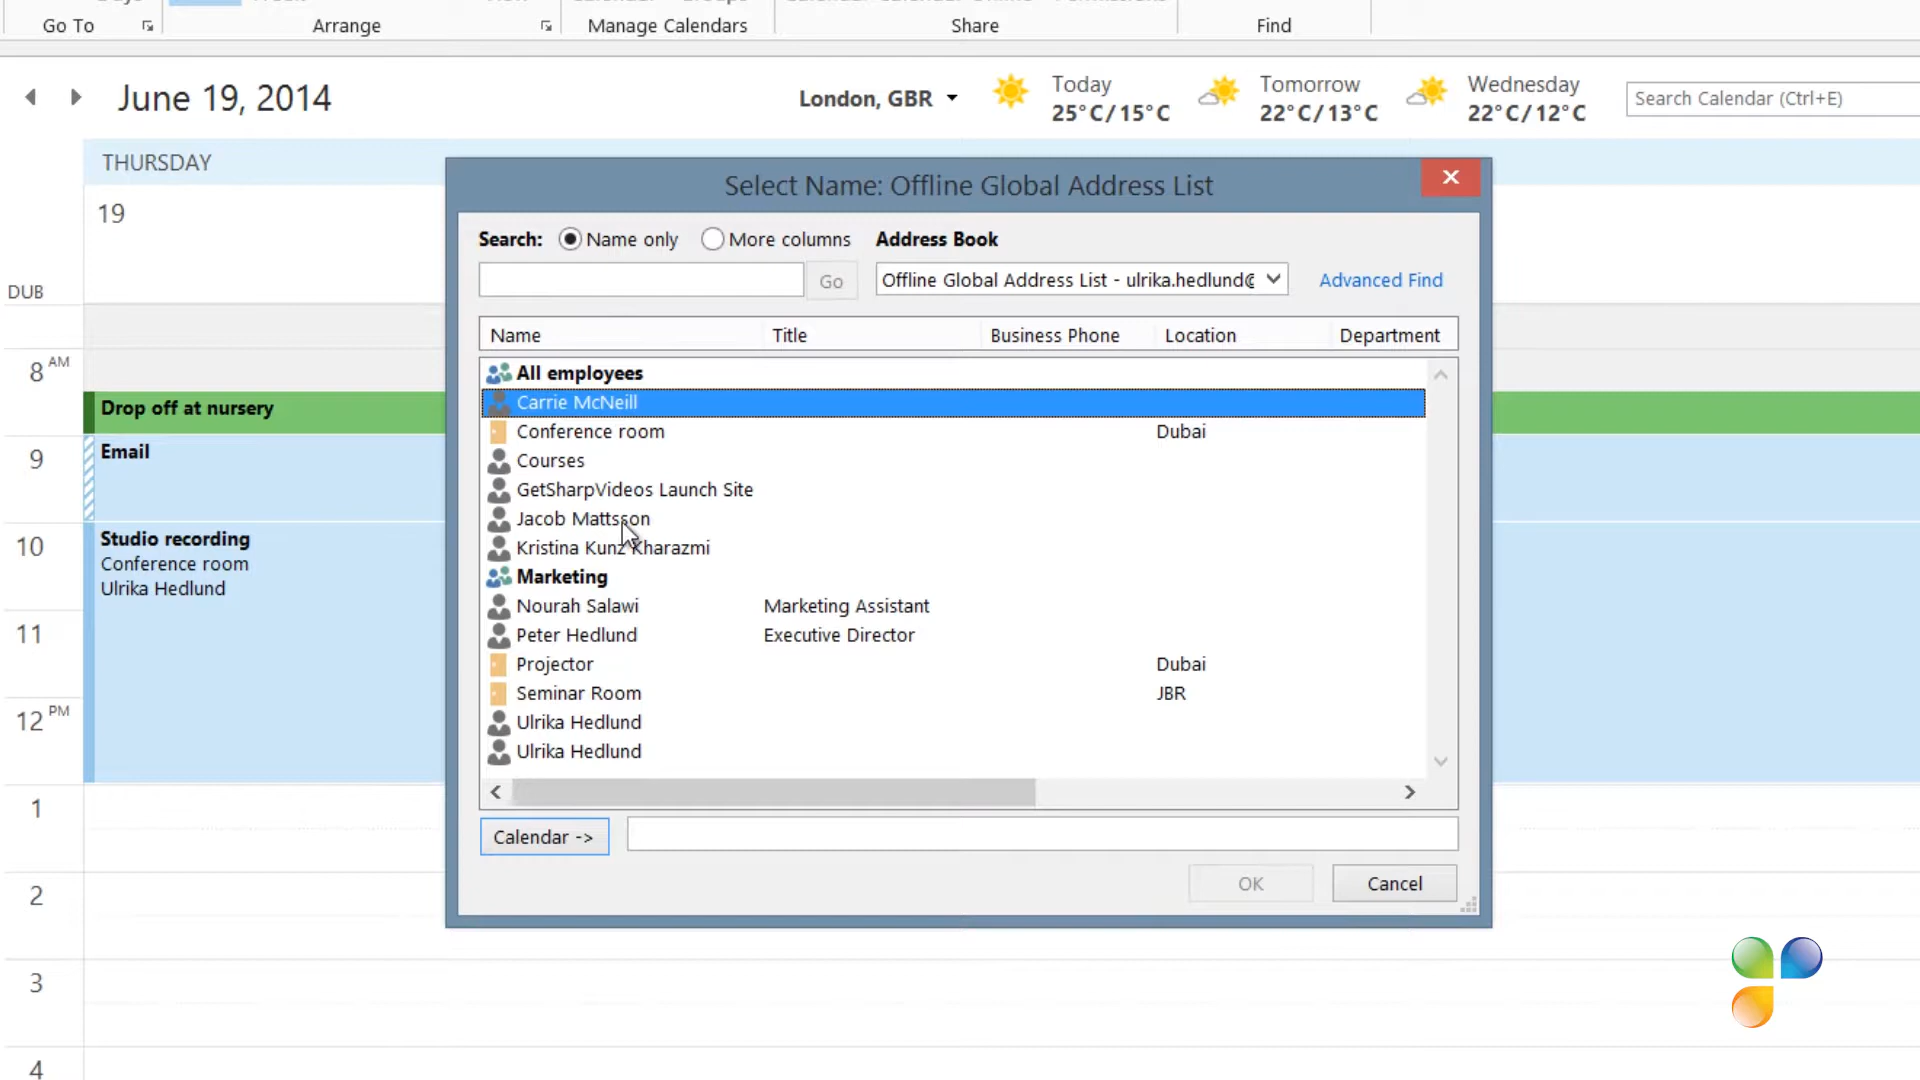 Go To
Arrange
Manage Calendars
Share
Find
June 19, 2014
London, GBR
Today
25°C/15°C
Tomorrow
22°C/13°C
Wednesday
22°C/12°C
Search Calendar (Ctrl+E)
THURSDAY
19
DUB
8 AM
Drop off at nursery
9
Email
10
Studio recording
Conference room
Ulrika Hedlund
11
12 PM
1
2
3
4
Select Name: Offline Global Address List
Search: Name only More columns Address Book
Go Offline Global Address List - ulrika.hedlund@ Advanced Find
Name Title Business Phone Location Department
All employees
Carrie McNeill
Conference room Dubai
Courses
GetSharpVideos Launch Site
Jacob Mattsson
Kristina Kunz Kharazmi
Marketing
Nourah Salawi Marketing Assistant
Peter Hedlund Executive Director
Projector Dubai
Seminar Room JBR
Ulrika Hedlund
Ulrika Hedlund
Calendar ->
OK Cancel